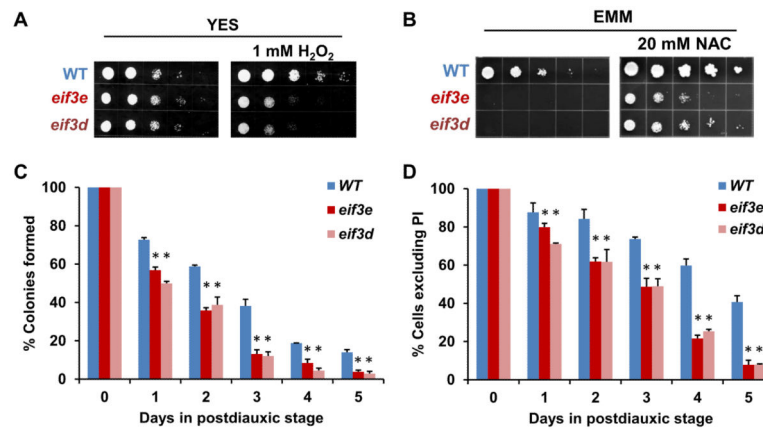 A
YES
1 mM H₂O₂
WT
eif3e
eif3d
B
EMM
20 mM NAC
WT
eif3e
eif3d
C
% Colonies formed
100
80
60
40
20
0
WT
eif3e
eif3d
* *
* *
* *
* *
* *
0 1 2 3 4 5
Days in postdiauxic stage
D
% Cells excluding PI
100
80
60
40
20
0
WT
eif3e
eif3d
* *
* *
* *
* *
* *
0 1 2 3 4 5
Days in postdiauxic stage